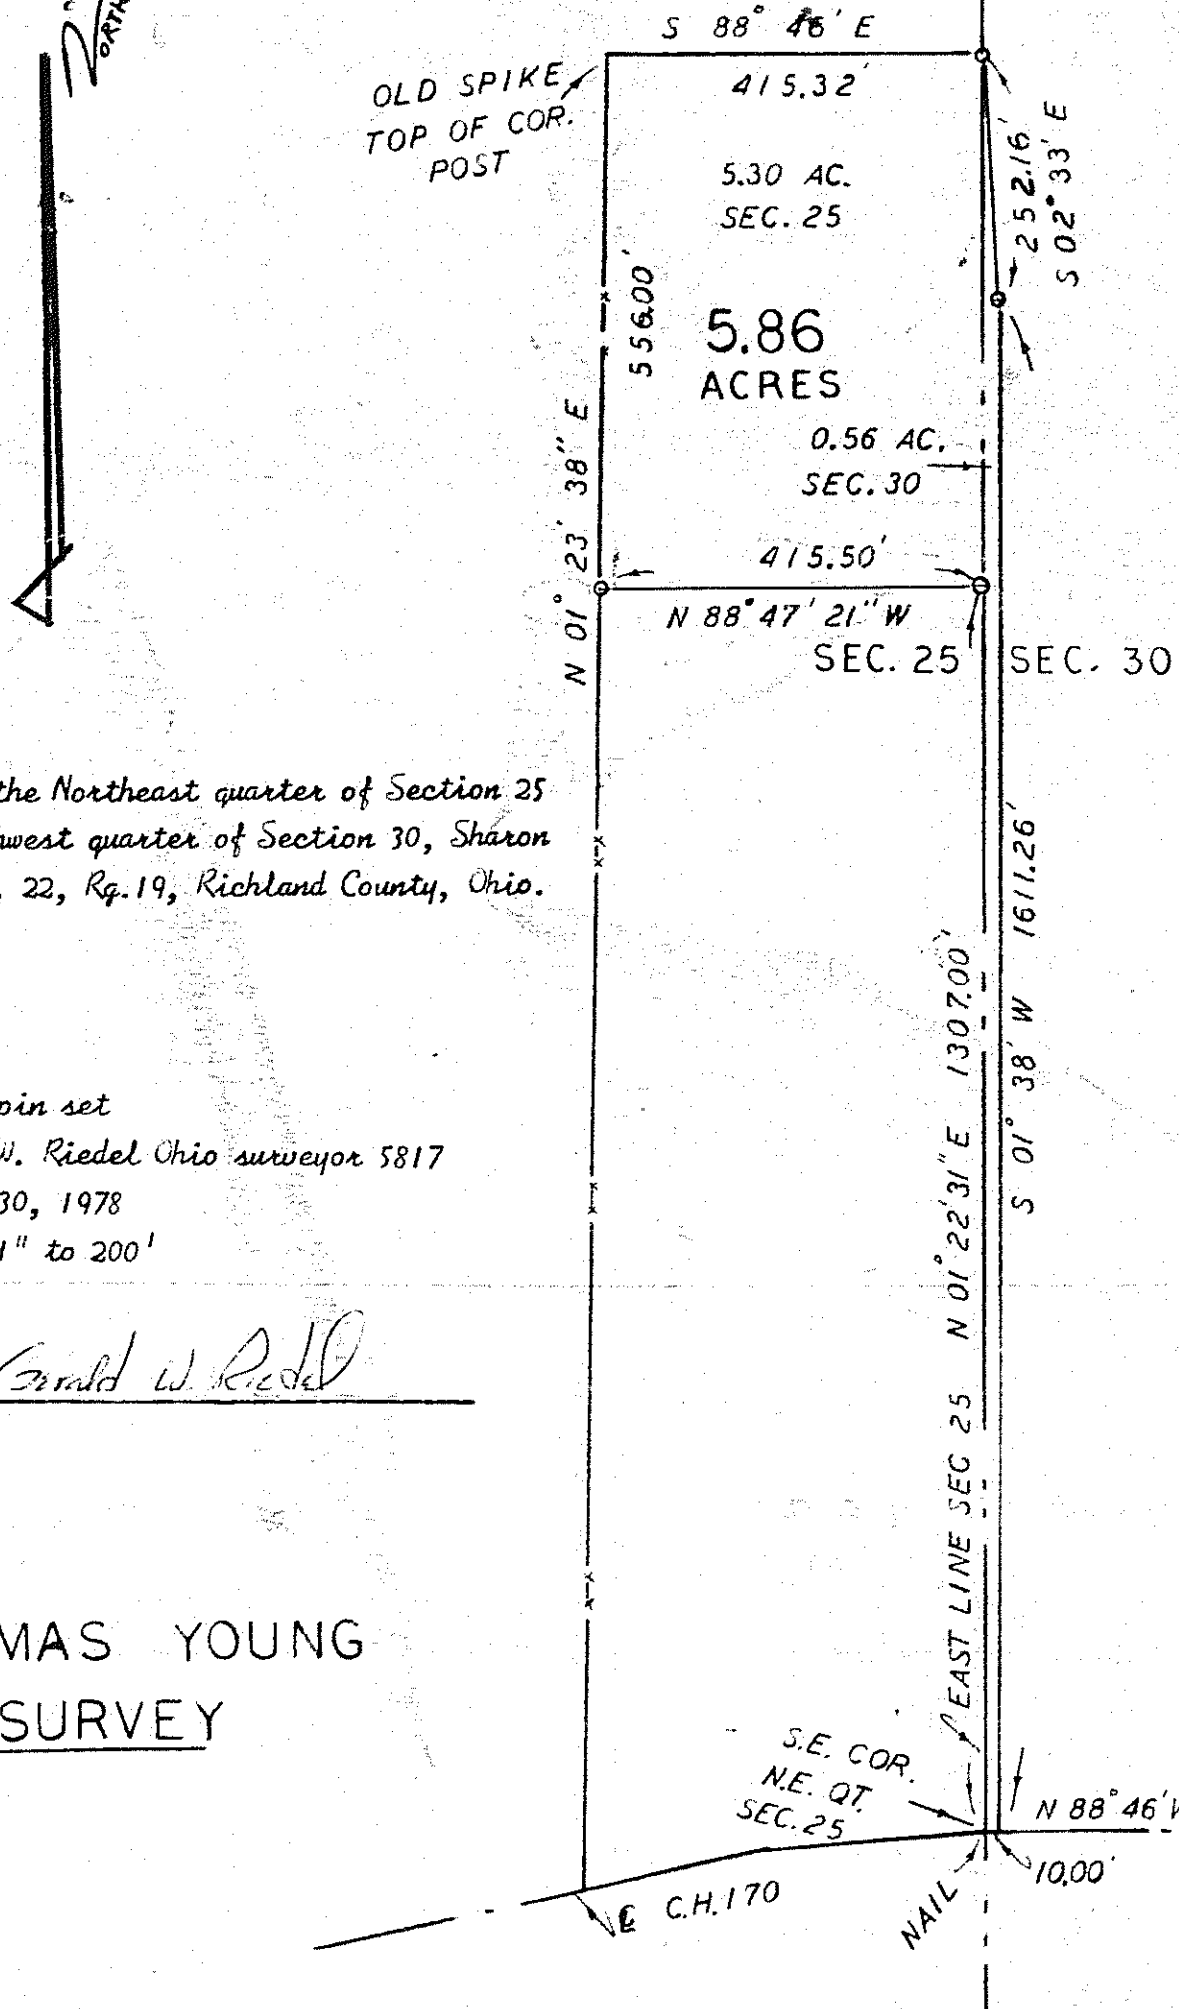 NORTH
S 88° 46' E
415.32'
OLD SPIKE
TOP OF COR.
POST
5.30 AC.
SEC. 25
252.16'
S 02° 33' E
556.00'
5.86
ACRES
0.56 AC.
SEC. 30
N 01° 23' 38" E
415.50'
N 88° 47' 21" W
SEC. 25
SEC. 30
the Northeast quarter of Section 25
west quarter of Section 30, Sharon
. 22, Rg. 19, Richland County, Ohio.
S 01° 38' W 1611.26'
EAST LINE SEC 25 N 01° 22' 31" E 1307.00'
pin set
W. Riedel Ohio surveyor 5817
30, 1978
1" to 200'
Gerald W. Riedel
MAS YOUNG
SURVEY
S.E. COR.
N.E. QT.
SEC. 25
N 88° 46' W
10.00'
NAIL
℄ C.H. 170